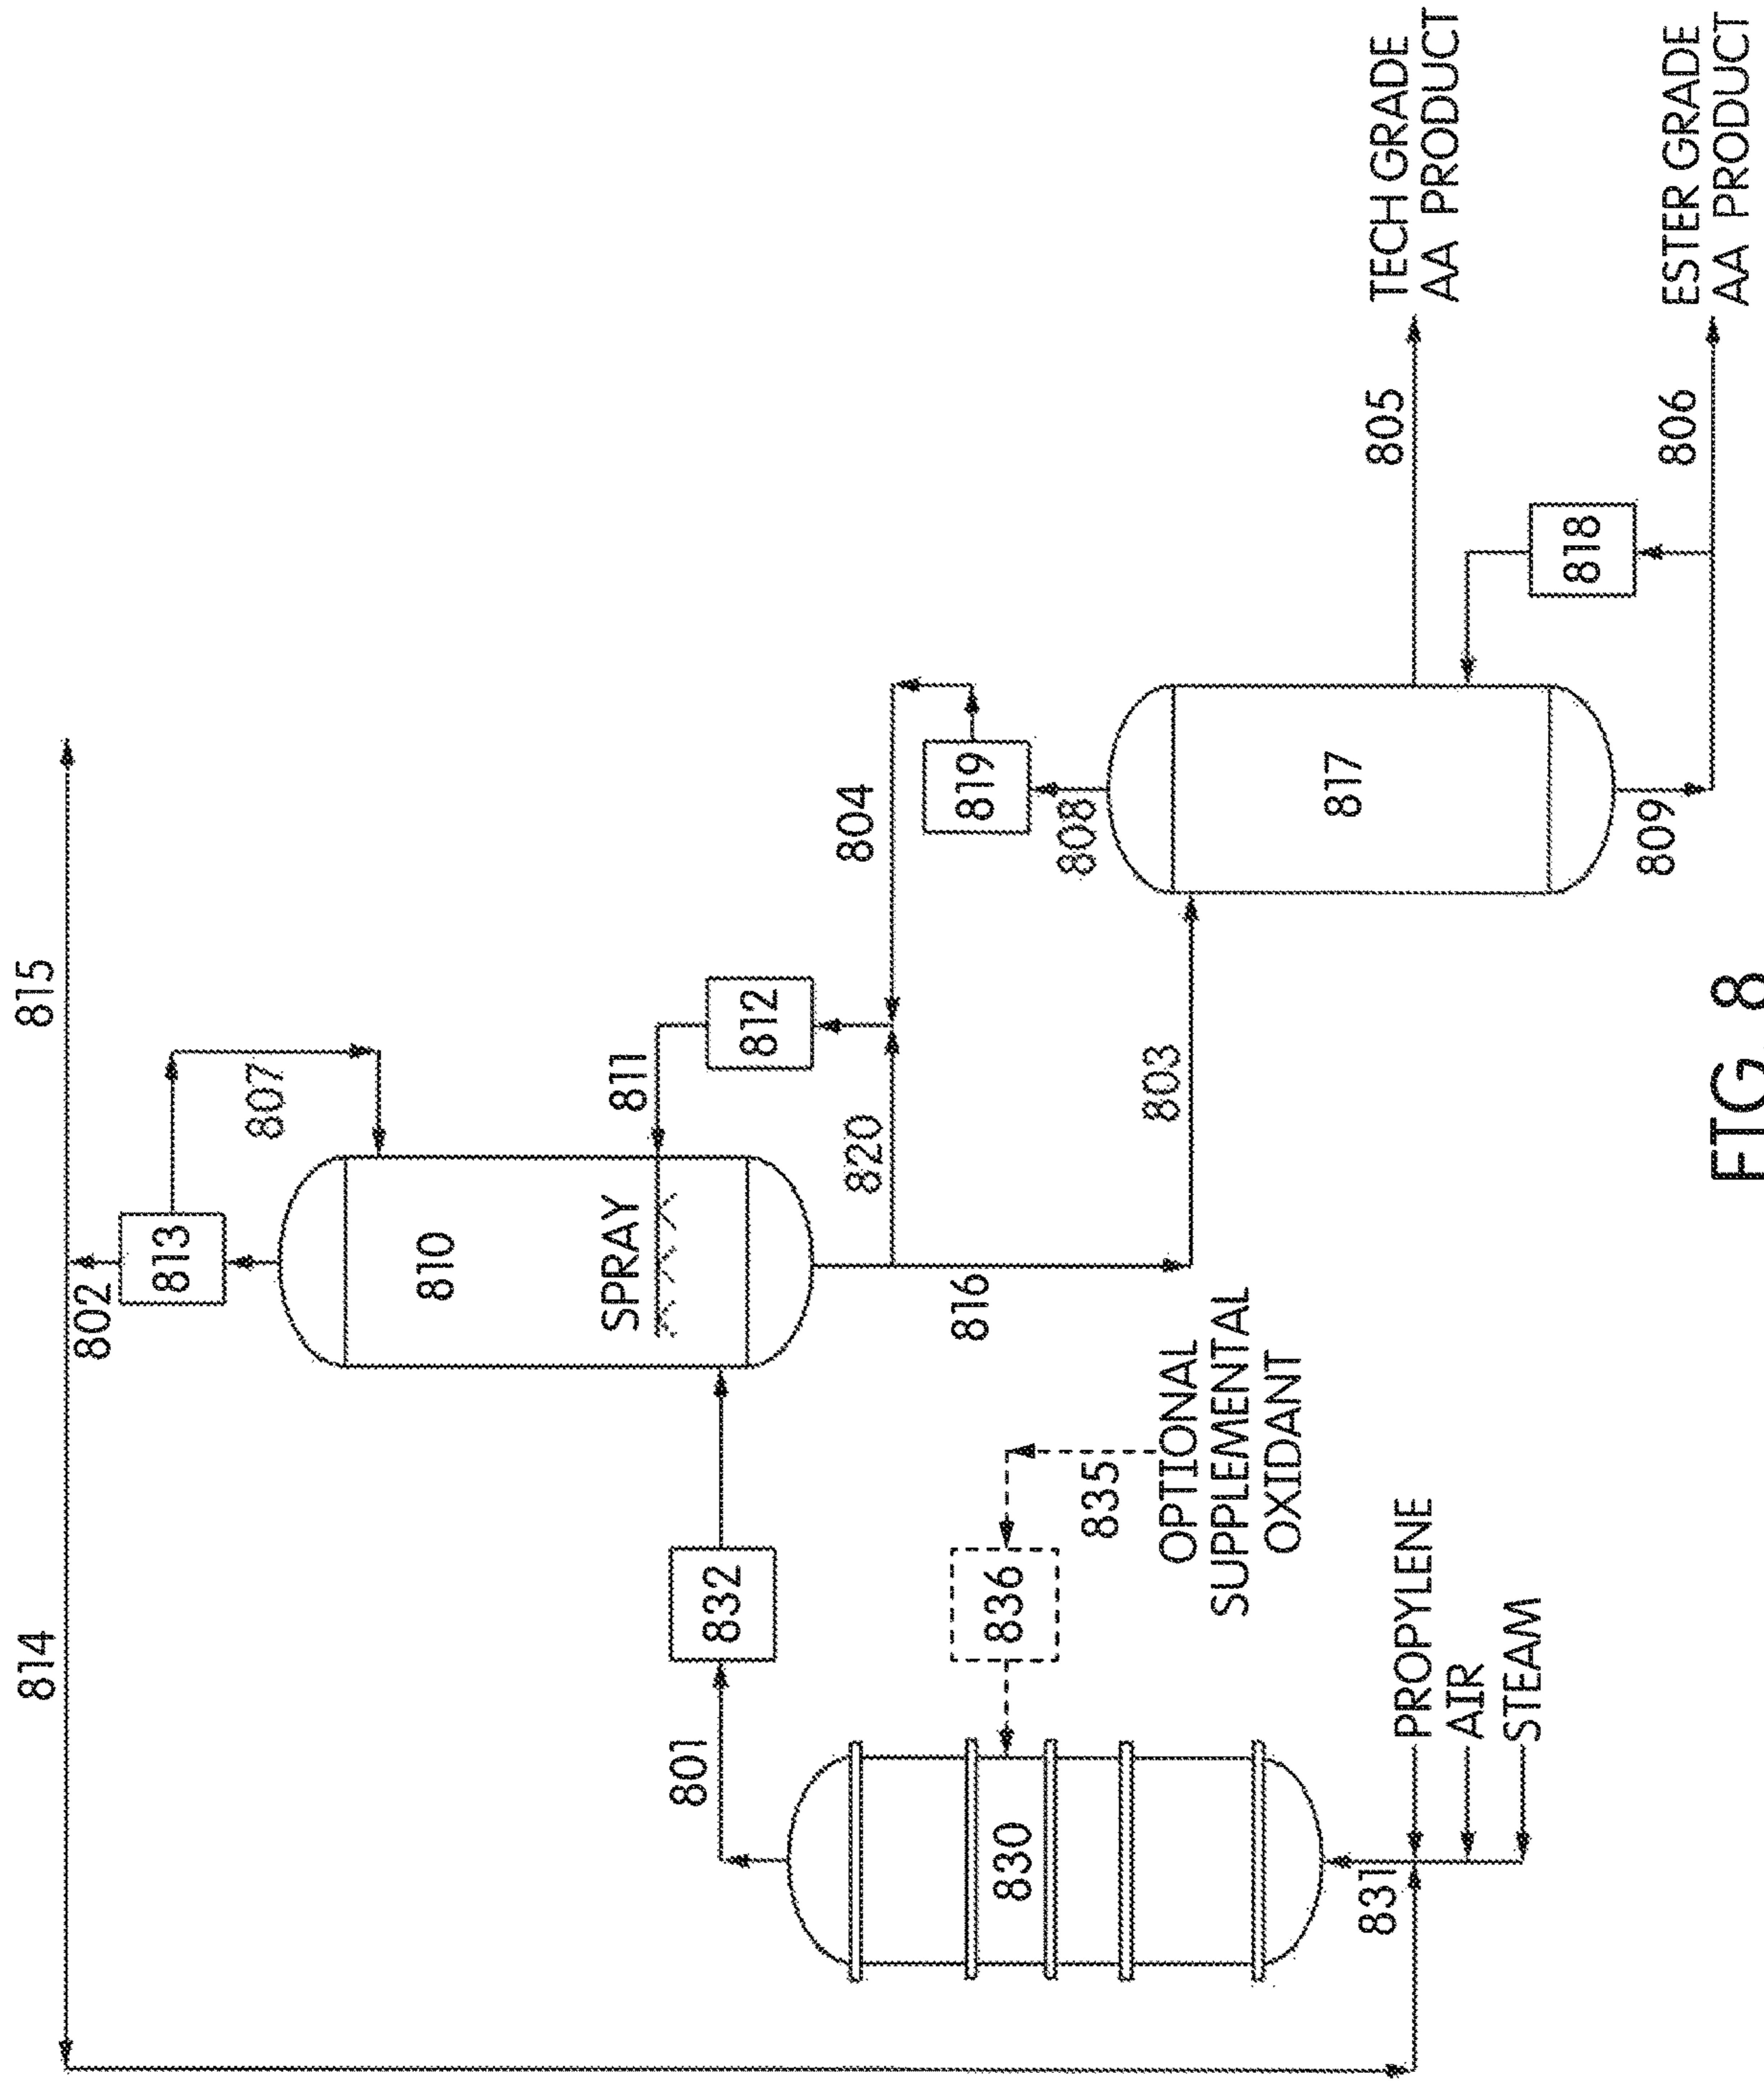 814
815
802
813
807
810
SPRAY
811
812
801
832
820
804
819
808
816
803
817
809
818
805
TECH GRADE
AA PRODUCT
806
ESTER GRADE
AA PRODUCT
830
836
835
OPTIONAL
SUPPLEMENTAL
OXIDANT
831
PROPYLENE
AIR
STEAM
FIG. 8